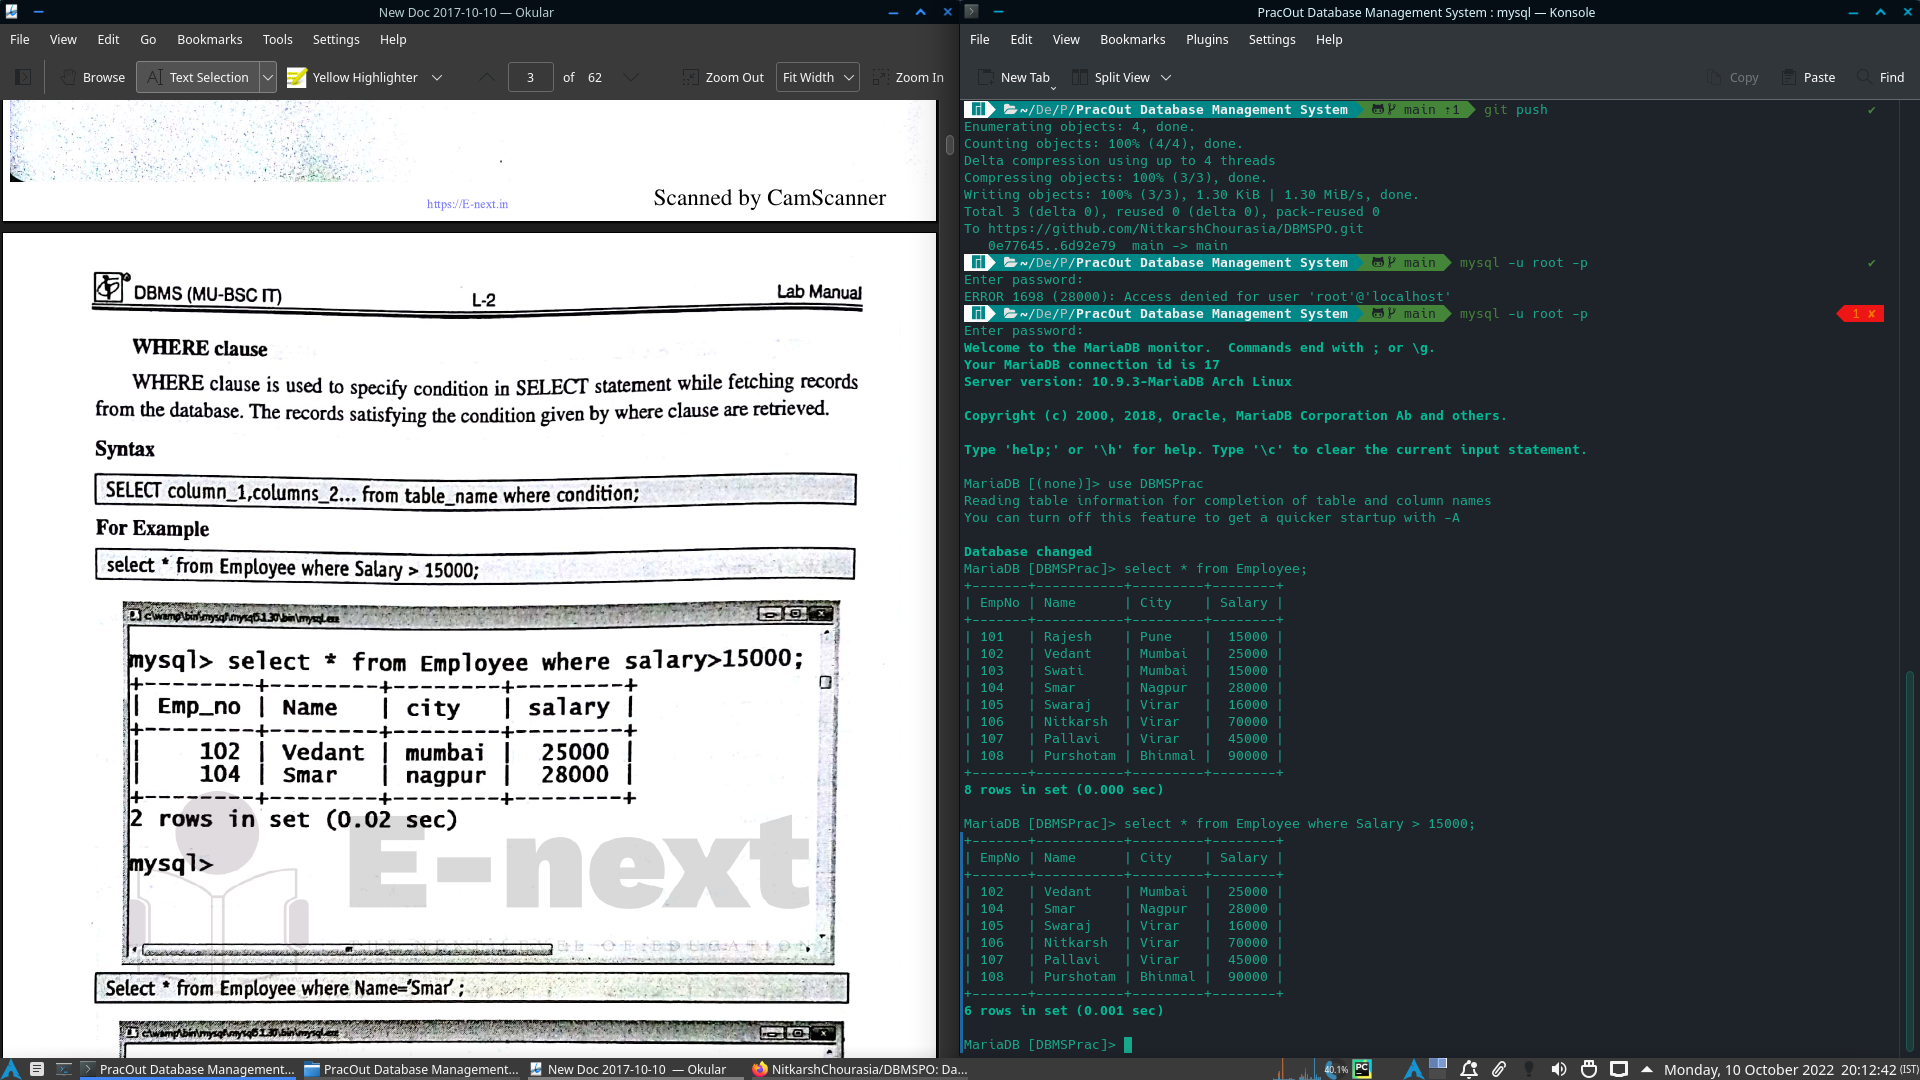 New Doc 2017-10-10 — Okular
File View Edit Go Bookmarks Tools Settings Help
Browse Text Selection Yellow Highlighter 3 of 62 Zoom Out Fit Width Zoom In
https://E-next.in
Scanned by CamScanner
DBMS (MU-BSC IT) L-2 Lab Manual
WHERE clause
WHERE clause is used to specify condition in SELECT statement while fetching records
from the database. The records satisfying the condition given by where clause are retrieved.
Syntax
SELECT column_1,columns_2... from table_name where condition;
For Example
select * from Employee where Salary > 15000;
c:\wamp\bin\mysql\mysql5.1.30\bin\mysql.exe
mysql> select * from Employee where salary>15000;
+--------+--------+--------+--------+
| Emp_no | Name | city | salary |
+--------+--------+--------+--------+
| 102 | Vedant | mumbai | 25000 |
| 104 | Smar | nagpur | 28000 |
+--------+--------+--------+--------+
2 rows in set (0.02 sec)
mysql>
E-next
THE NEXT LEVEL OF EDUCATION
Select * from Employee where Name='Smar' ;
c:\wamp\bin\mysql\mysql5.1.30\bin\mysql.exe
PracOut Database Management System : mysql — Konsole
File Edit View Bookmarks Plugins Settings Help
New Tab Split View Copy Paste Find
~/De/P/PracOut Database Management System main ↑1 git push ✔
Enumerating objects: 4, done.
Counting objects: 100% (4/4), done.
Delta compression using up to 4 threads
Compressing objects: 100% (3/3), done.
Writing objects: 100% (3/3), 1.30 KiB | 1.30 MiB/s, done.
Total 3 (delta 0), reused 0 (delta 0), pack-reused 0
To https://github.com/NitkarshChourasia/DBMSPO.git
0e77645..6d92e79 main -> main
~/De/P/PracOut Database Management System main mysql -u root -p ✔
Enter password:
ERROR 1698 (28000): Access denied for user 'root'@'localhost'
~/De/P/PracOut Database Management System main mysql -u root -p 1 ✘
Enter password:
Welcome to the MariaDB monitor. Commands end with ; or \g.
Your MariaDB connection id is 17
Server version: 10.9.3-MariaDB Arch Linux
Copyright (c) 2000, 2018, Oracle, MariaDB Corporation Ab and others.
Type 'help;' or '\h' for help. Type '\c' to clear the current input statement.
MariaDB [(none)]> use DBMSPrac
Reading table information for completion of table and column names
You can turn off this feature to get a quicker startup with -A
Database changed
MariaDB [DBMSPrac]> select * from Employee;
+-------+-----------+---------+--------+
| EmpNo | Name | City | Salary |
+-------+-----------+---------+--------+
| 101 | Rajesh | Pune | 15000 |
| 102 | Vedant | Mumbai | 25000 |
| 103 | Swati | Mumbai | 15000 |
| 104 | Smar | Nagpur | 28000 |
| 105 | Swaraj | Virar | 16000 |
| 106 | Nitkarsh | Virar | 70000 |
| 107 | Pallavi | Virar | 45000 |
| 108 | Purshotam | Bhinmal | 90000 |
+-------+-----------+---------+--------+
8 rows in set (0.000 sec)
MariaDB [DBMSPrac]> select * from Employee where Salary > 15000;
+-------+-----------+---------+--------+
| EmpNo | Name | City | Salary |
+-------+-----------+---------+--------+
| 102 | Vedant | Mumbai | 25000 |
| 104 | Smar | Nagpur | 28000 |
| 105 | Swaraj | Virar | 16000 |
| 106 | Nitkarsh | Virar | 70000 |
| 107 | Pallavi | Virar | 45000 |
| 108 | Purshotam | Bhinmal | 90000 |
+-------+-----------+---------+--------+
6 rows in set (0.001 sec)
MariaDB [DBMSPrac]>
PracOut Database Management... PracOut Database Management... New Doc 2017-10-10 — Okular NitkarshChourasia/DBMSPO: Da... 40.1% PC Monday, 10 October 2022 20:12:42 (IST)